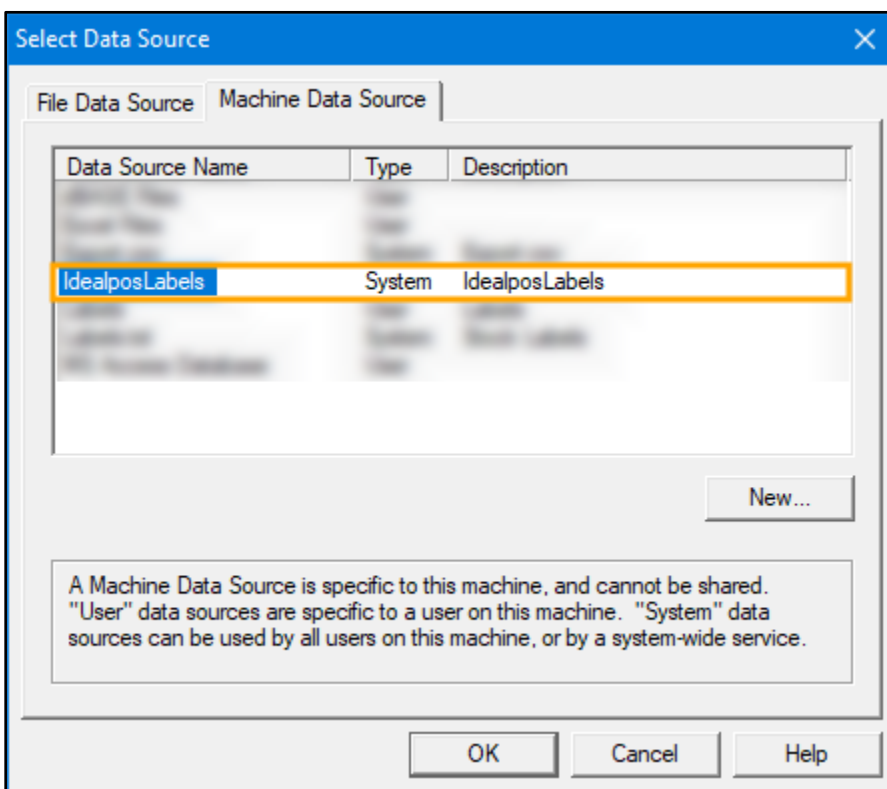 Select Data Source
File Data Source Machine Data Source
Data Source Name Type Description
IdealposLabels System IdealposLabels
New...
A Machine Data Source is specific to this machine, and cannot be shared.
"User" data sources are specific to a user on this machine. "System" data
sources can be used by all users on this machine, or by a system-wide service.
OK Cancel Help